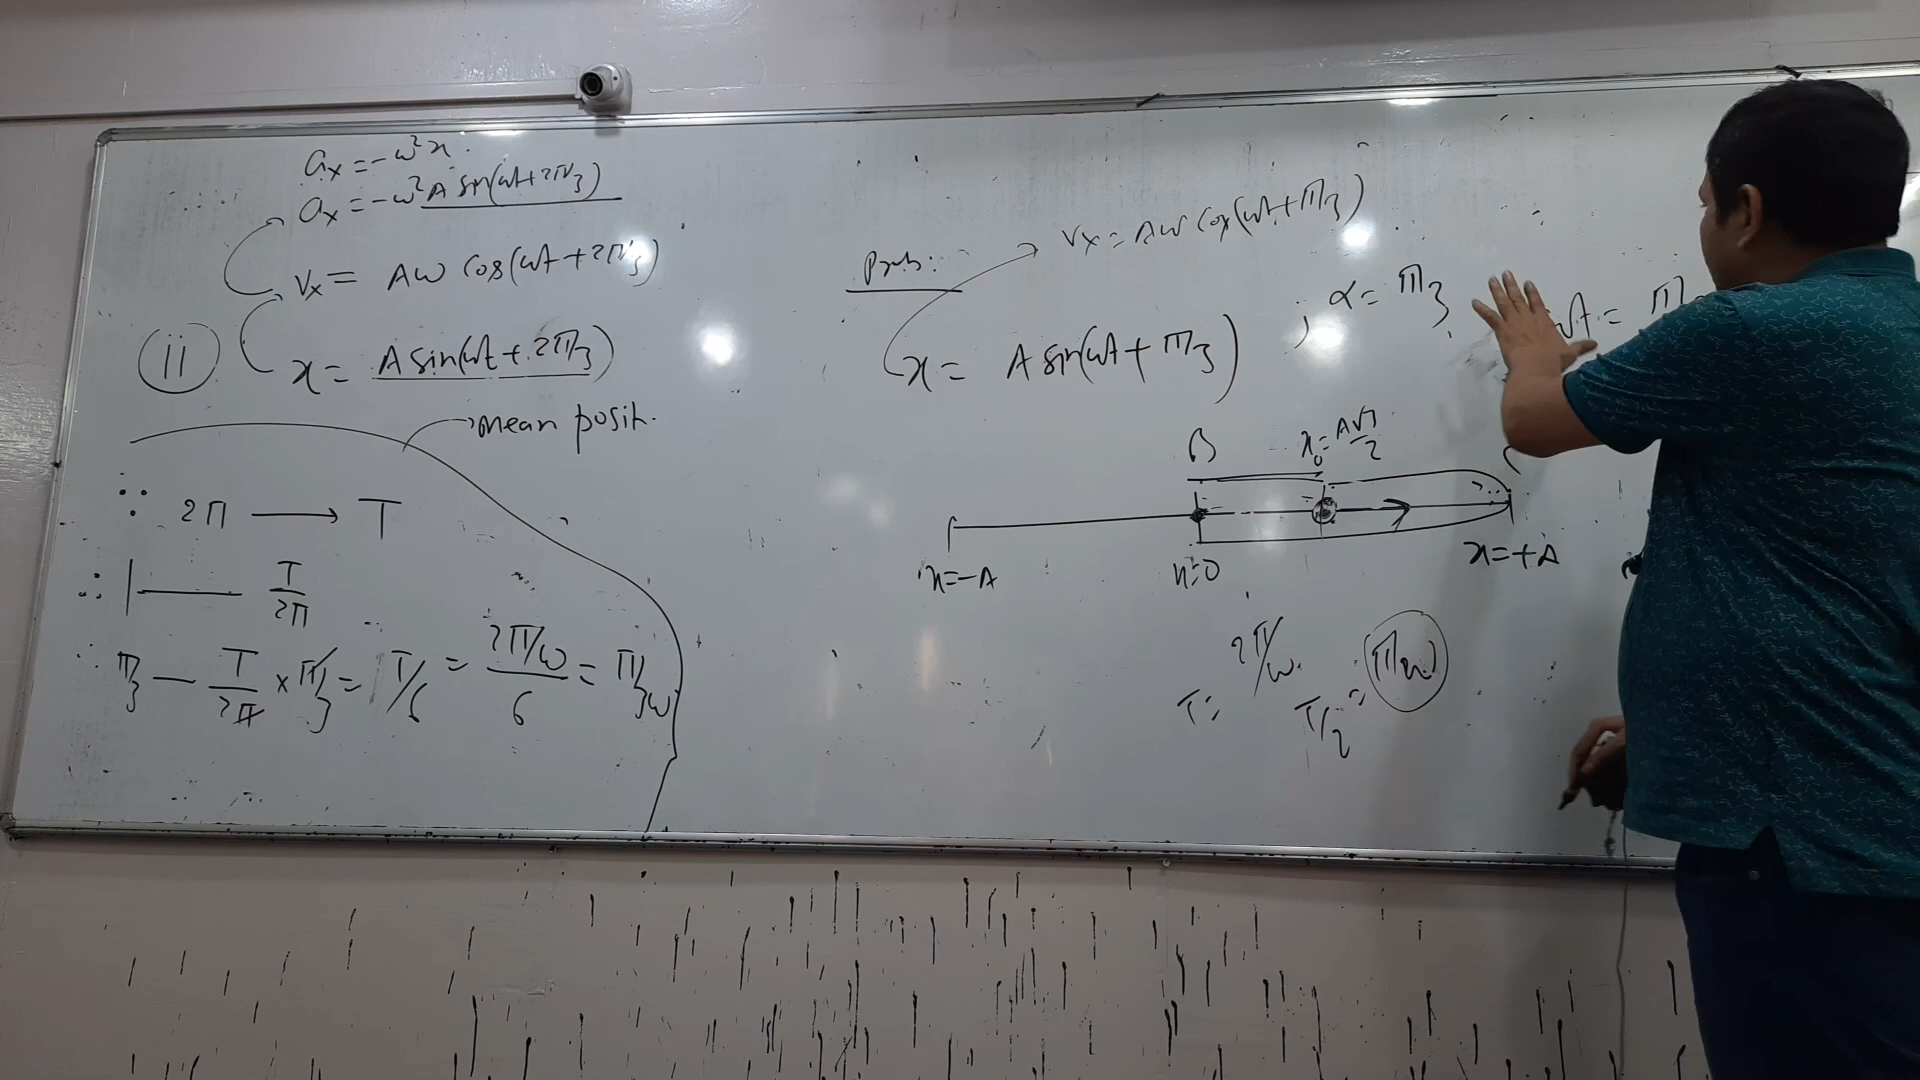 aₓ = -ω²x
aₓ = -ω² A sin(ωt + 2π/3)
vₓ = Aω cos(ωt + 2π/3)
(ii) x = A sin(ωt + 2π/3)
→ mean posit.
∵ 2π → T
∴ 1 — T/2π
∴ π/3 — T/2π × π/3 = T/6 = (2π/ω)/6 = π/3ω
vₓ = Aω cos(ωt + π/3)
Prob:
x = A sin(ωt + π/3) ; α = π/3
B
x₀ = A√3/2
x=-A
x=0
x=+A
T = 2π/ω
T/2 = π/ω